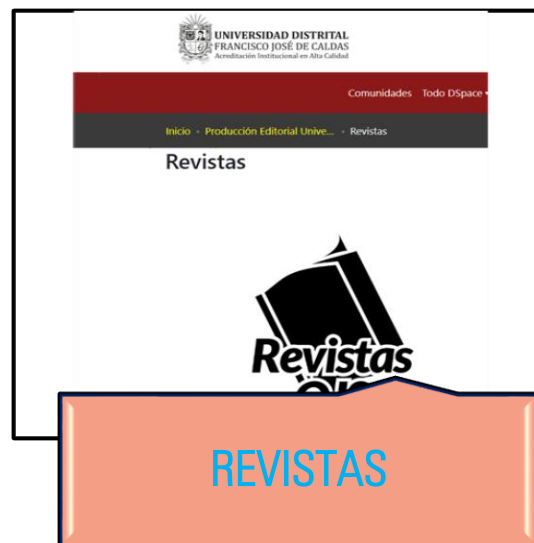 UNIVERSIDAD DISTRITAL
FRANCISCO JOSÉ DE CALDAS
Acreditación Institucional en Alta Calidad
Comunidades Todo DSpace
Inicio • Producción Editorial Unive... • Revistas
Revistas
Revistas
REVISTAS